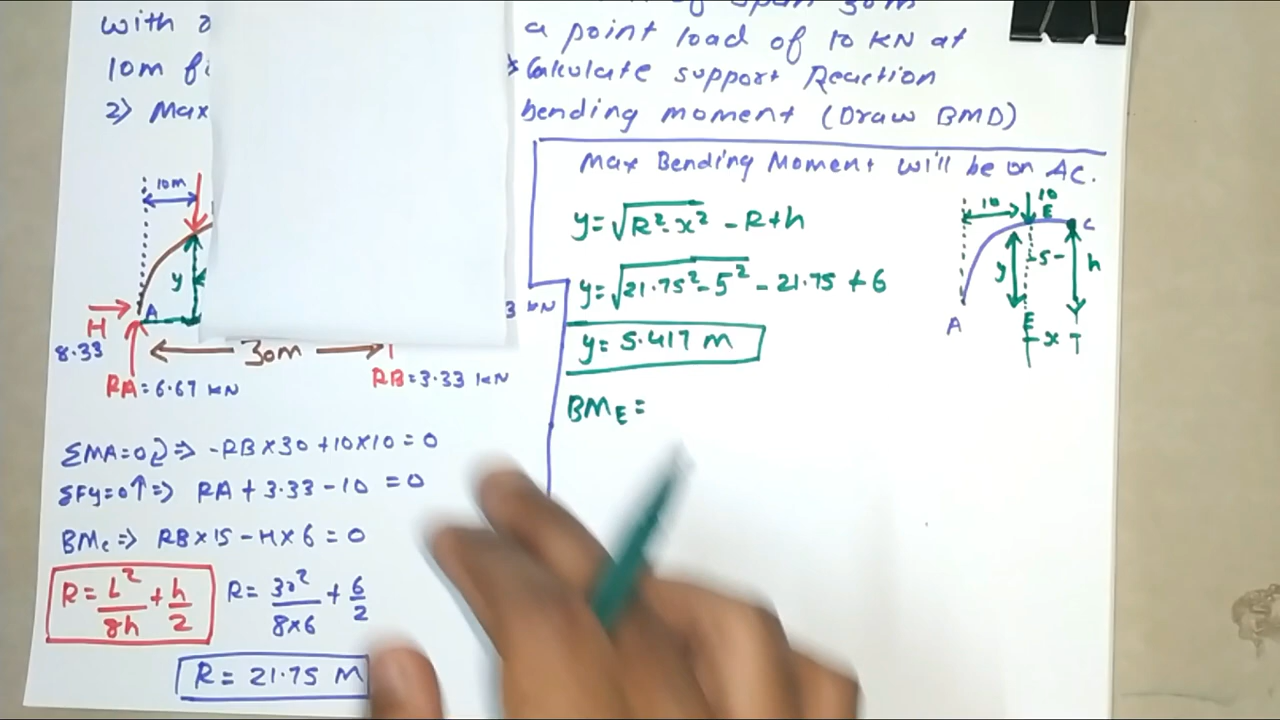 with a
span 30m
a point load of 10 KN at
10m
Calculate support Reaction
2) Max
bending moment (Draw BMD)
Max Bending Moment will be on AC.
10m
y
A
H
8.33
30m
RA=6.67 KN
RB=3.33 KN
3 KN
y=√R²-x² -R+h
y=√21.75²-5² -21.75 +6
y= 5.417 M
BME=
10
10
E
C
5
y
h
A
E
x
T
ΣMA=0⤸=> -RB×30 +10×10=0
ΣFy=0↑=> RA + 3.33 -10 =0
BMc=> RB×15 -H×6=0
R= L²/8h + h/2
R= 30²/8×6 + 6/2
R= 21.75 M